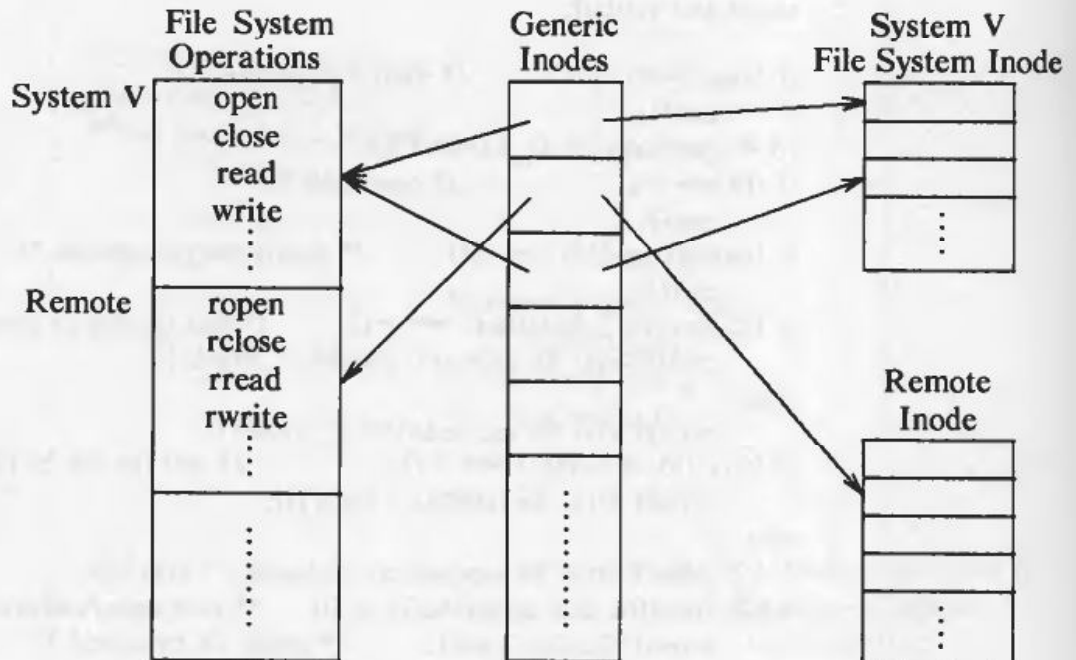 File System
Operations
Generic
Inodes
System V
File System Inode
System V
open
close
read
write
Remote
ropen
rclose
rread
rwrite
Remote
Inode